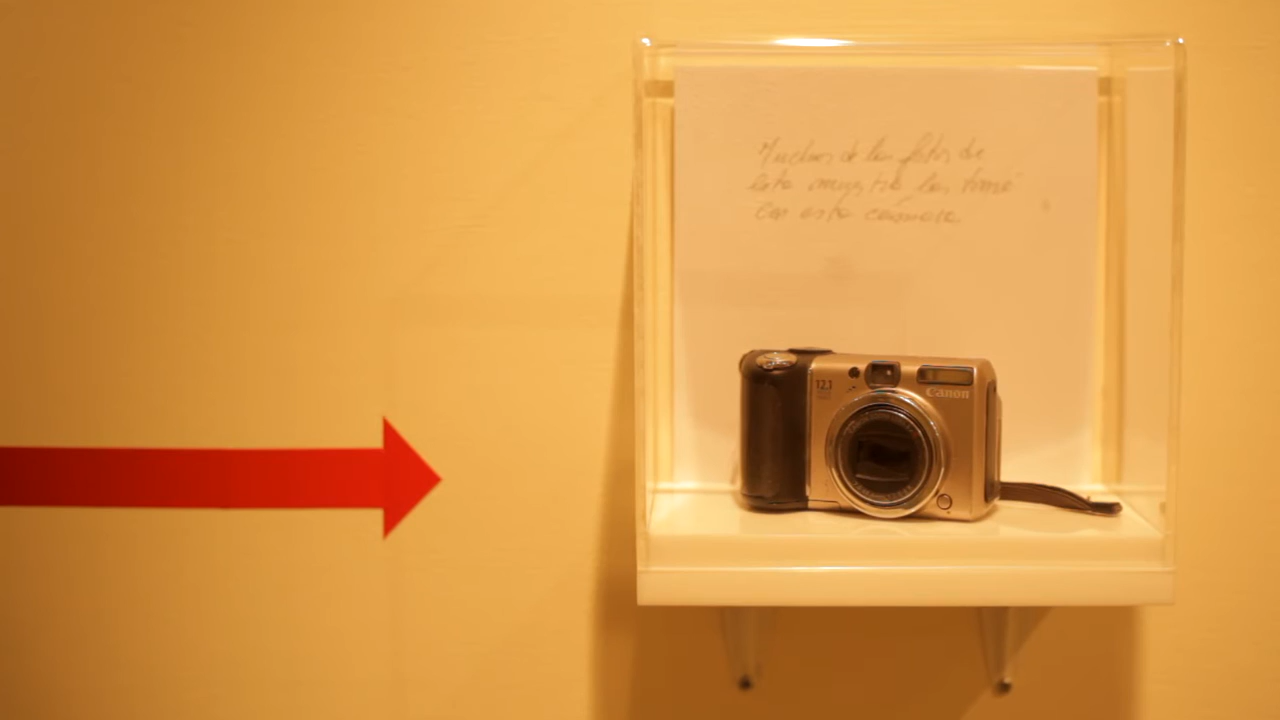 Muchas de las fotos de
esta muestra las tomé
con esta cámara
12.1
Canon